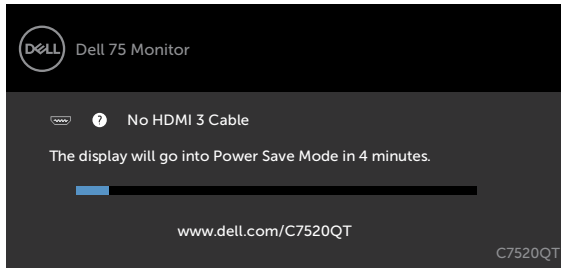 DELL
Dell 75 Monitor
? No HDMI 3 Cable
The display will go into Power Save Mode in 4 minutes.
www.dell.com/C7520QT
C7520QT